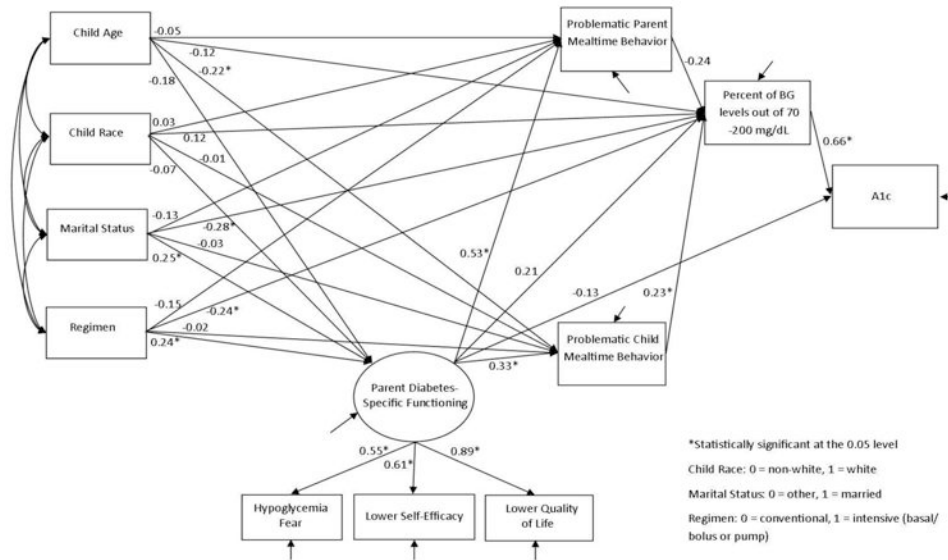 Child Age
-0.05
-0.12
-0.22*
-0.18
Child Race
0.03
0.12
-0.01
-0.07
Marital Status
-0.13
-0.28*
-0.03
0.25*
Regimen
-0.15
-0.24*
-0.02
0.24*
Problematic Parent
Mealtime Behavior
-0.24
Percent of BG
levels out of 70
-200 mg/dL
0.66*
A1c
0.53*
0.21
-0.13
0.23*
Problematic Child
Mealtime Behavior
0.33*
Parent Diabetes-
Specific Functioning
0.55*
0.61*
0.89*
Hypoglycemia
Fear
Lower Self-Efficacy
Lower Quality
of Life
*Statistically significant at the 0.05 level
Child Race: 0 = non-white, 1 = white
Marital Status: 0 = other, 1 = married
Regimen: 0 = conventional, 1 = intensive (basal/
bolus or pump)